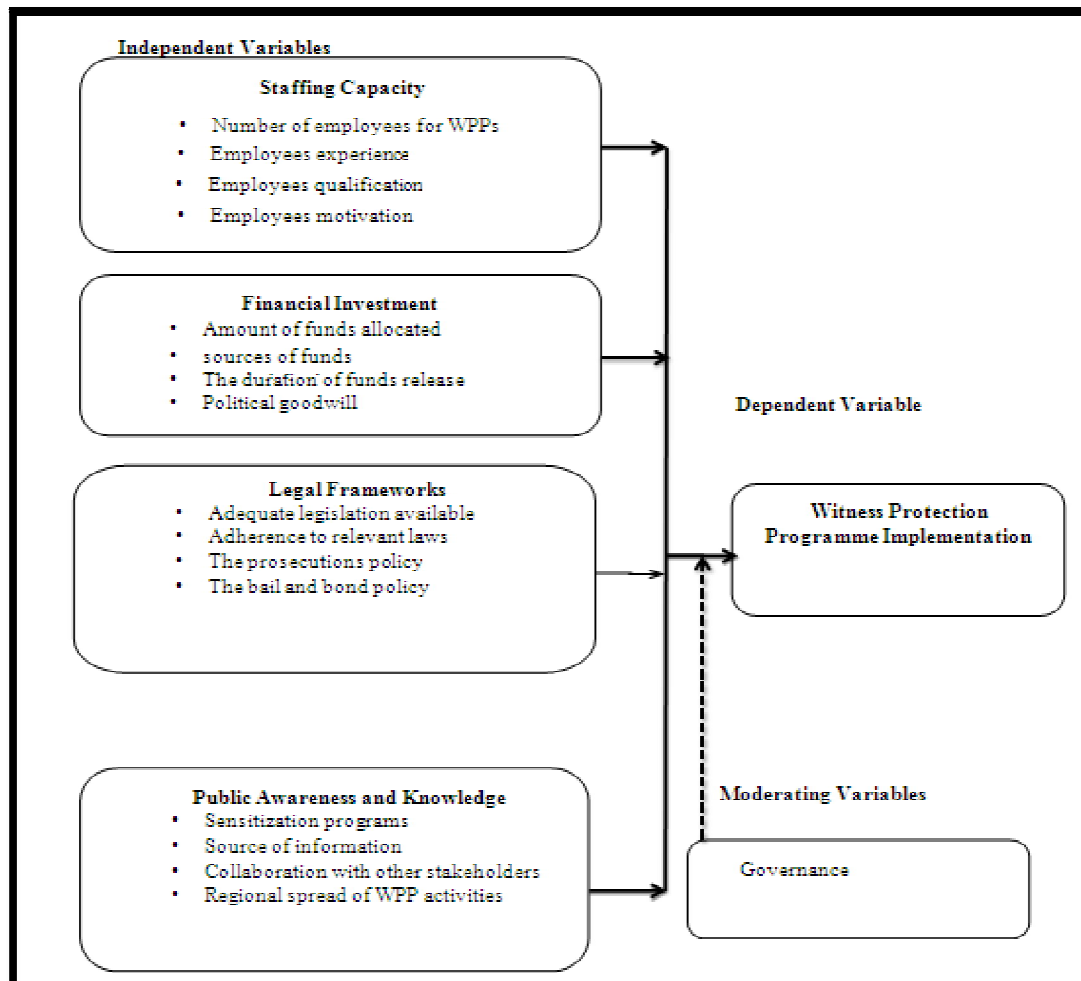 Independent Variables
Staffing Capacity
• Number of employees for WPPs
• Employees experience
• Employees qualification
• Employees motivation
Financial Investment
• Amount of funds allocated
• sources of funds
• The duration of funds release
• Political goodwill
Legal Frameworks
• Adequate legislation available
• Adherence to relevant laws
• The prosecutions policy
• The bail and bond policy
Public Awareness and Knowledge
• Sensitization programs
• Source of information
• Collaboration with other stakeholders
• Regional spread of WPP activities
Dependent Variable
Witness Protection
Programme Implementation
Moderating Variables
Governance